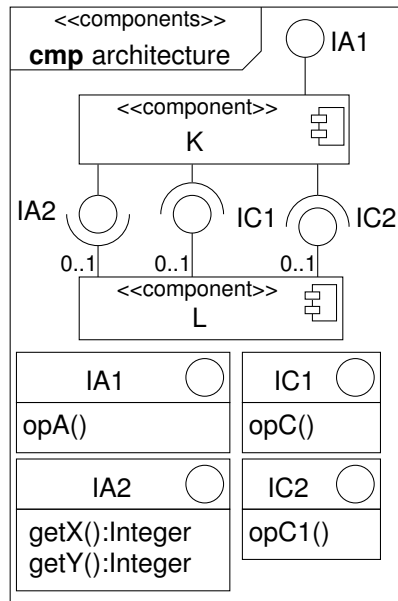 <<components>>
cmp architecture
IA1
<<component>>
K
IA2
IC1
IC2
0..1
0..1
0..1
<<component>>
L
IA1
opA()
IC1
opC()
IA2
getX():Integer
getY():Integer
IC2
opC1()